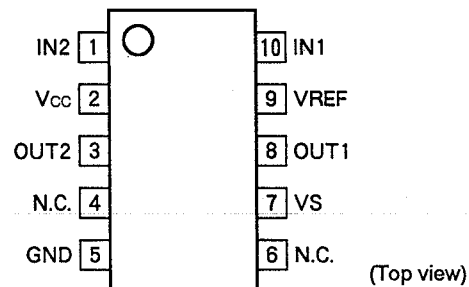 IN2 1 10 IN1
Vcc 2 9 VREF
OUT2 3 8 OUT1
N.C. 4 7 VS
GND 5 6 N.C.
(Top view)